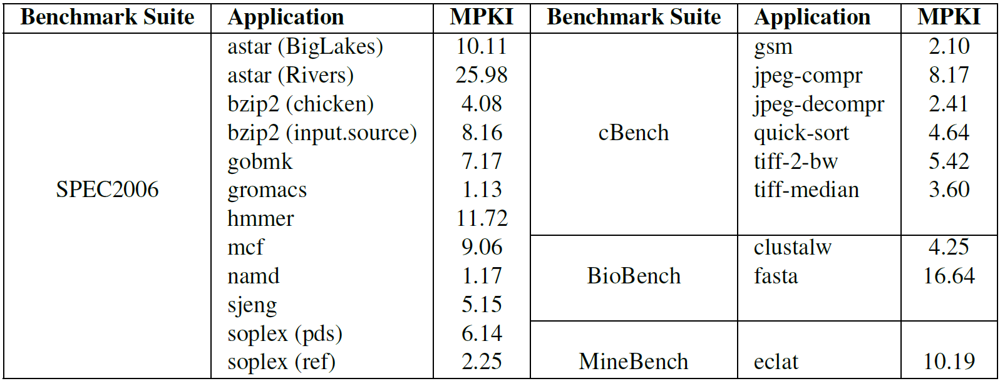 Benchmark Suite Application MPKI Benchmark Suite Application MPKI
astar (BigLakes) 10.11 gsm 2.10
astar (Rivers) 25.98 jpeg-compr 8.17
bzip2 (chicken) 4.08 jpeg-decompr 2.41
bzip2 (input.source) 8.16 cBench quick-sort 4.64
gobmk 7.17 tiff-2-bw 5.42
SPEC2006 gromacs 1.13 tiff-median 3.60
hmmer 11.72
mcf 9.06 clustalw 4.25
namd 1.17 BioBench fasta 16.64
sjeng 5.15
soplex (pds) 6.14
soplex (ref) 2.25 MineBench eclat 10.19